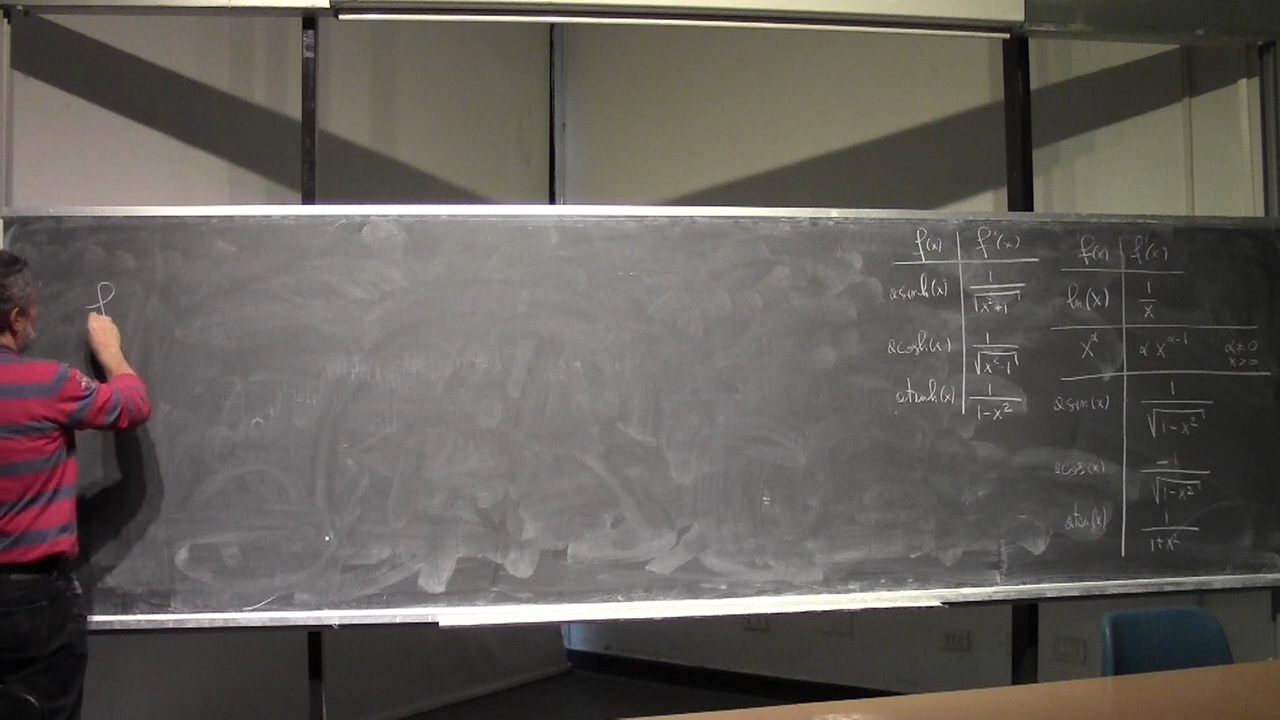 f
f(x) f'(x)
asinh(x) 1/√(x²+1)
acosh(x) 1/√(x²-1)
atanh(x) 1/(1-x²)
f(x) f'(x)
ln(x) 1/x
x^α α x^(α-1) α≠0 x>0
asin(x) 1/√(1-x²)
acos(x) -1/√(1-x²)
atan(x) 1/(1+x²)